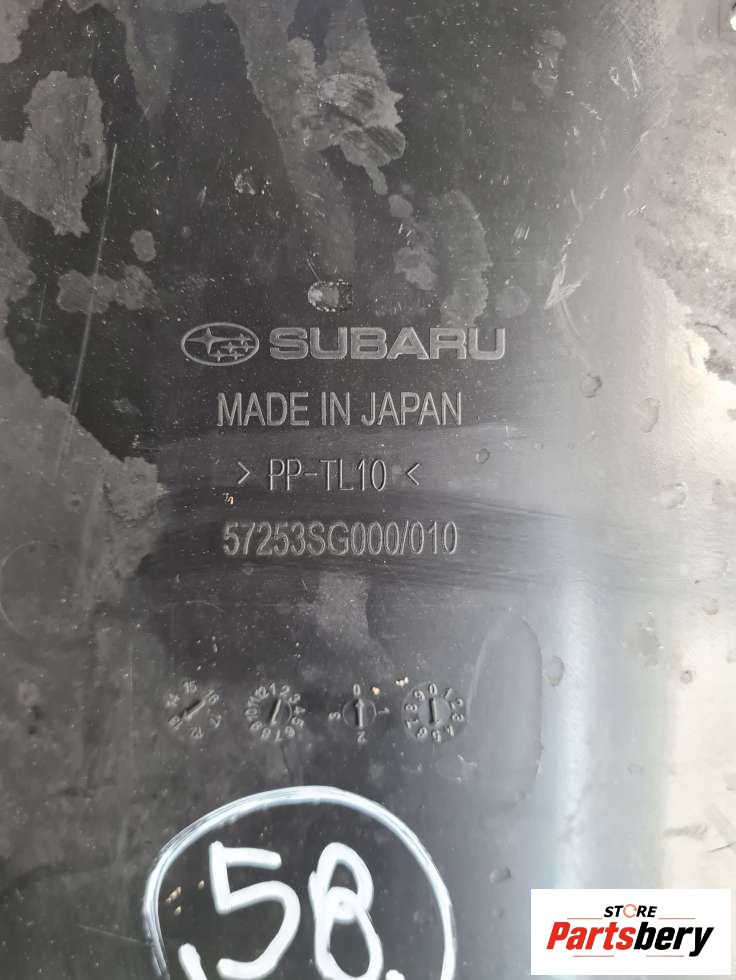 SUBARU
MADE IN JAPAN
> PP-TL10 <
57253SG000/010
58
STORE
Partsbery